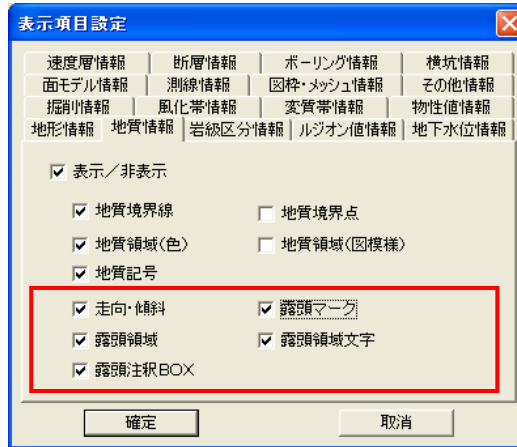 表示項目設定
速度層情報 断層情報 ボーリング情報 横坑情報
面モデル情報 測線情報 図枠・メッシュ情報 その他情報
掘削情報 風化帯情報 変質帯情報 物性値情報
地形情報 地質情報 岩級区分情報 ルジオン値情報 地下水位情報
表示／非表示
地質境界線 地質境界点
地質領域(色) 地質領域(図模様)
地質記号
走向・傾斜 露頭マーク
露頭領域 露頭領域文字
露頭注釈BOX
確定 取消